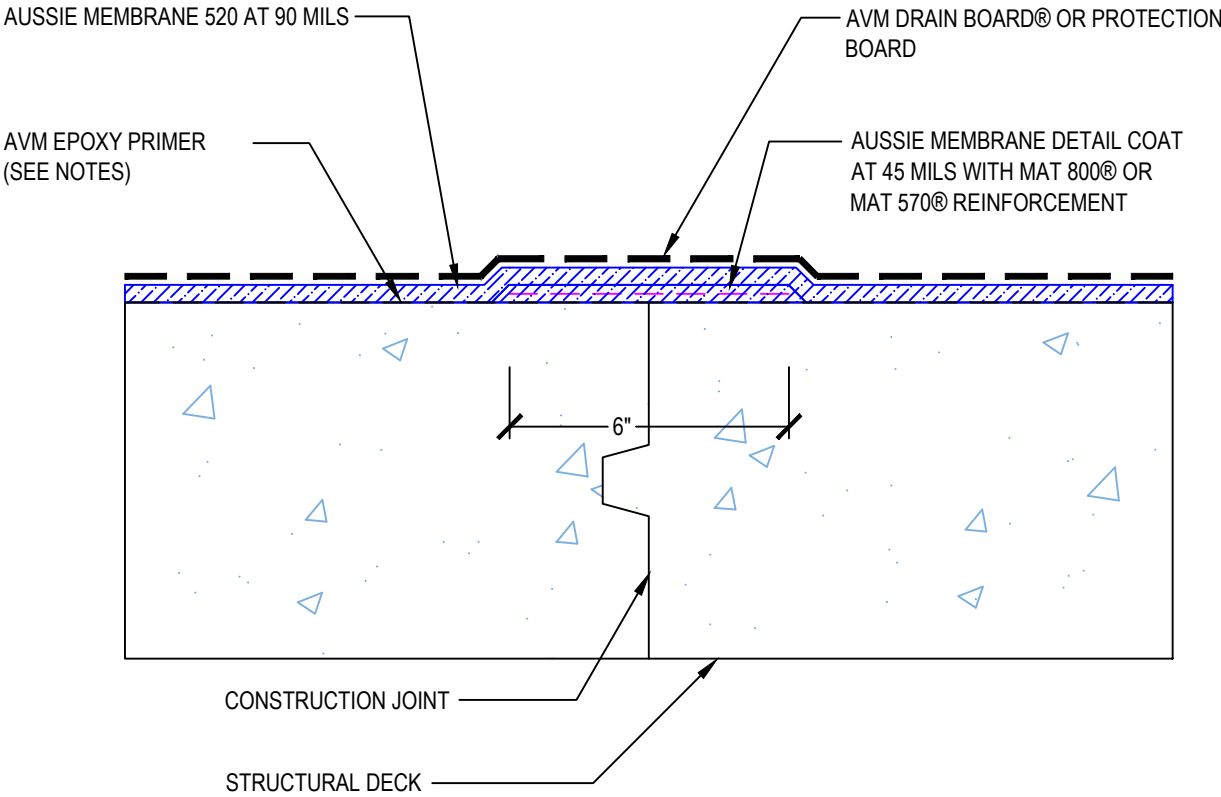 AUSSIE MEMBRANE 520 AT 90 MILS
AVM DRAIN BOARD® OR PROTECTION
BOARD
AVM EPOXY PRIMER
(SEE NOTES)
AUSSIE MEMBRANE DETAIL COAT
AT 45 MILS WITH MAT 800® OR
MAT 570® REINFORCEMENT
6"
CONSTRUCTION JOINT
STRUCTURAL DECK